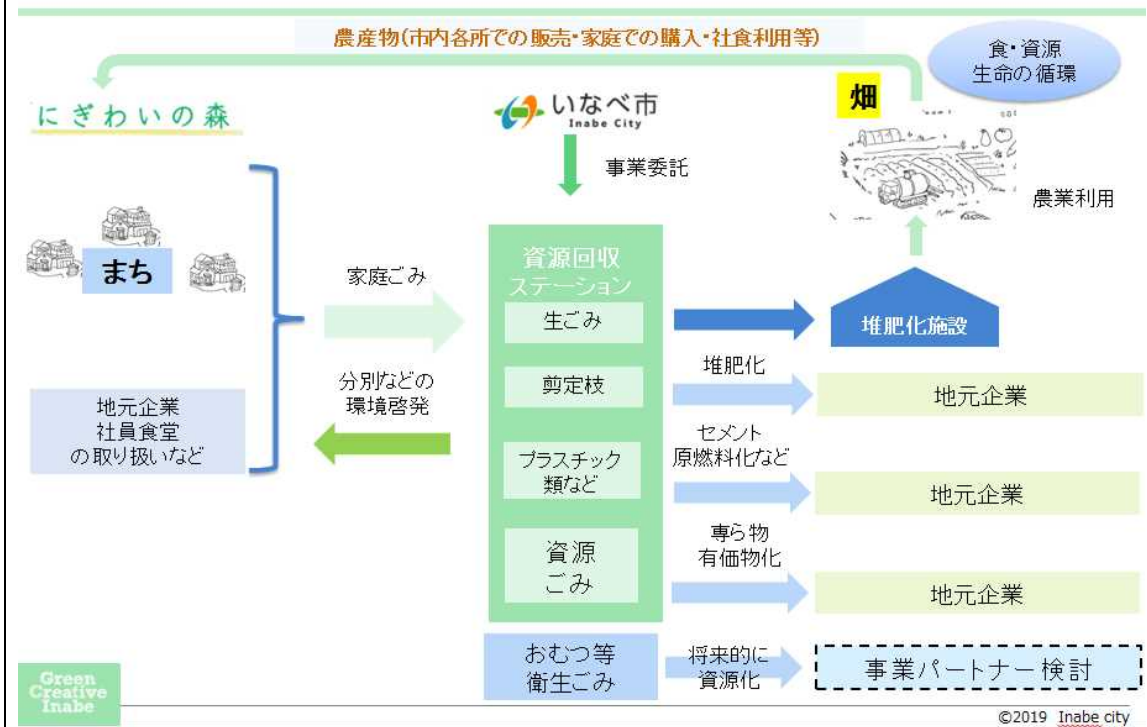 農産物(市内各所での販売・家庭での購入・社食利用等)
食・資源
生命の循環
にぎわいの森
いなべ市
Inabe City
畑
事業委託
農業利用
まち
家庭ごみ
資源回収
ステーション
生ごみ
堆肥化施設
分別などの
環境啓発
剪定枝
堆肥化
地元企業
地元企業
社員食堂
の取り扱いなど
プラスチック
類など
セメント
原燃料化など
地元企業
資源
ごみ
専ら物
有価物化
地元企業
おむつ等
衛生ごみ
将来的に
資源化
事業パートナー検討
Green
Creative
Inabe
©2019 Inabe city